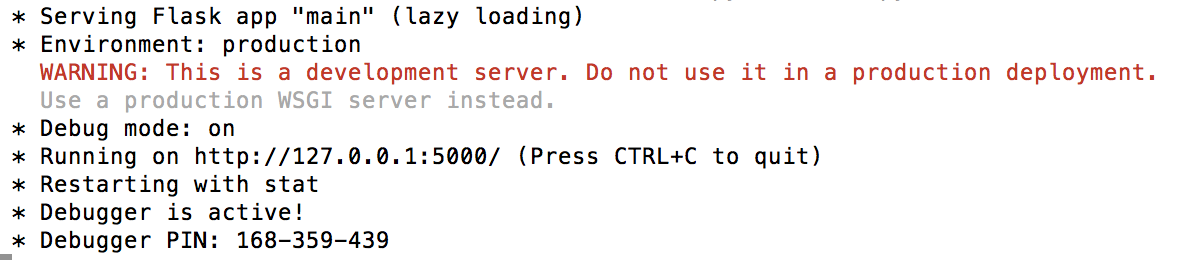 * Serving Flask app "main" (lazy loading)
* Environment: production
WARNING: This is a development server. Do not use it in a production deployment.
Use a production WSGI server instead.
* Debug mode: on
* Running on http://127.0.0.1:5000/ (Press CTRL+C to quit)
* Restarting with stat
* Debugger is active!
* Debugger PIN: 168-359-439